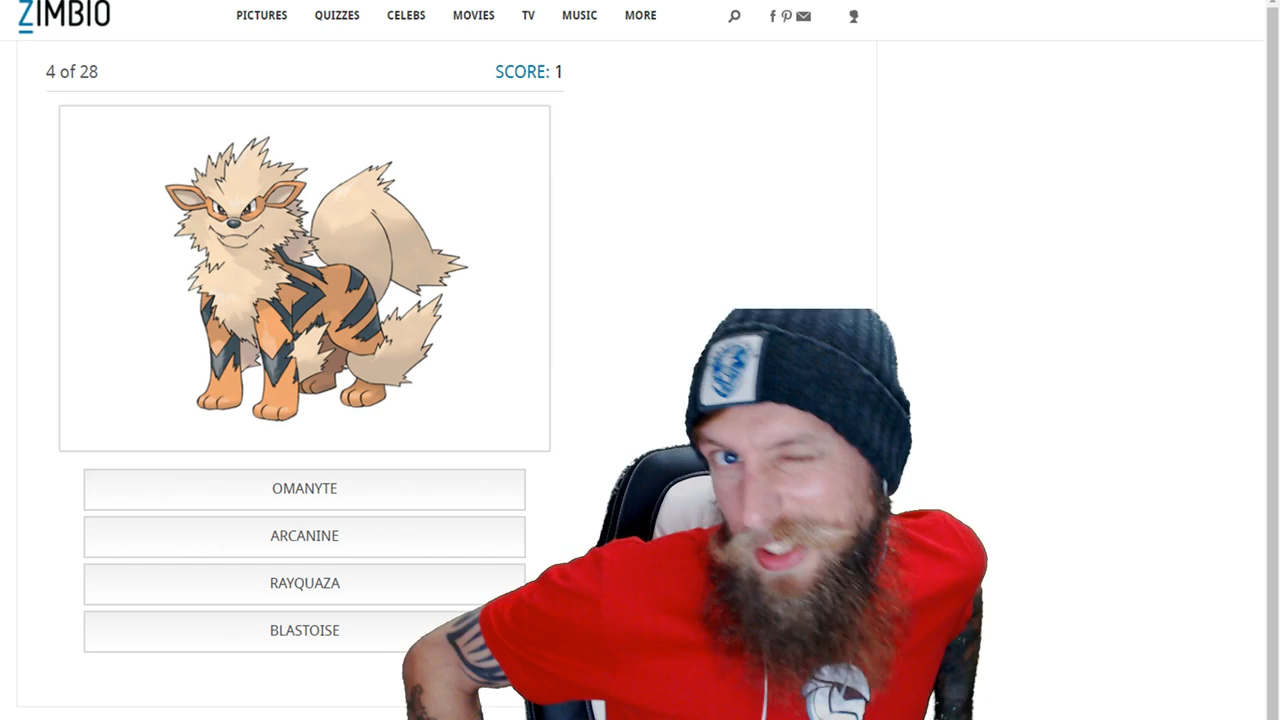 ZIMBIO
PICTURES QUIZZES CELEBS MOVIES TV MUSIC MORE
4 of 28
SCORE: 1
OMANYTE
ARCANINE
RAYQUAZA
BLASTOISE